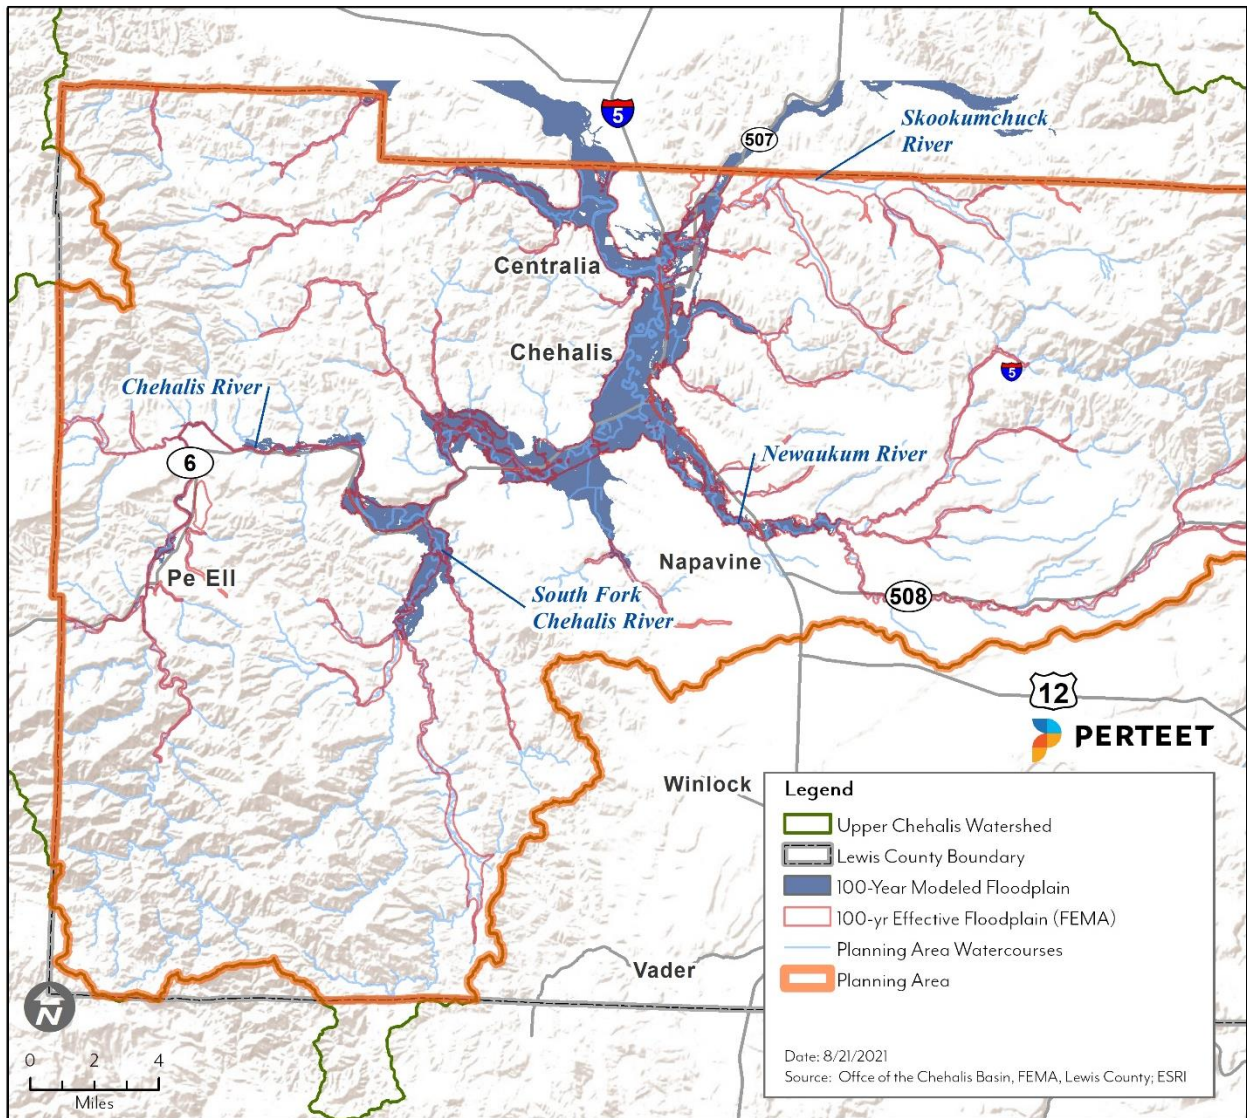 5
507
Skookumchuck
River
Centralia
Chehalis
5
Chehalis River
6
Newaukum River
Napavine
Pe Ell
South Fork
Chehalis River
508
12
PERTEET
Winlock
Legend
Upper Chehalis Watershed
Lewis County Boundary
100-Year Modeled Floodplain
100-yr Effective Floodplain (FEMA)
Planning Area Watercourses
Planning Area
Vader
N
0 2 4
Miles
Date: 8/21/2021
Source: Offce of the Chehalis Basin, FEMA, Lewis County; ESRI